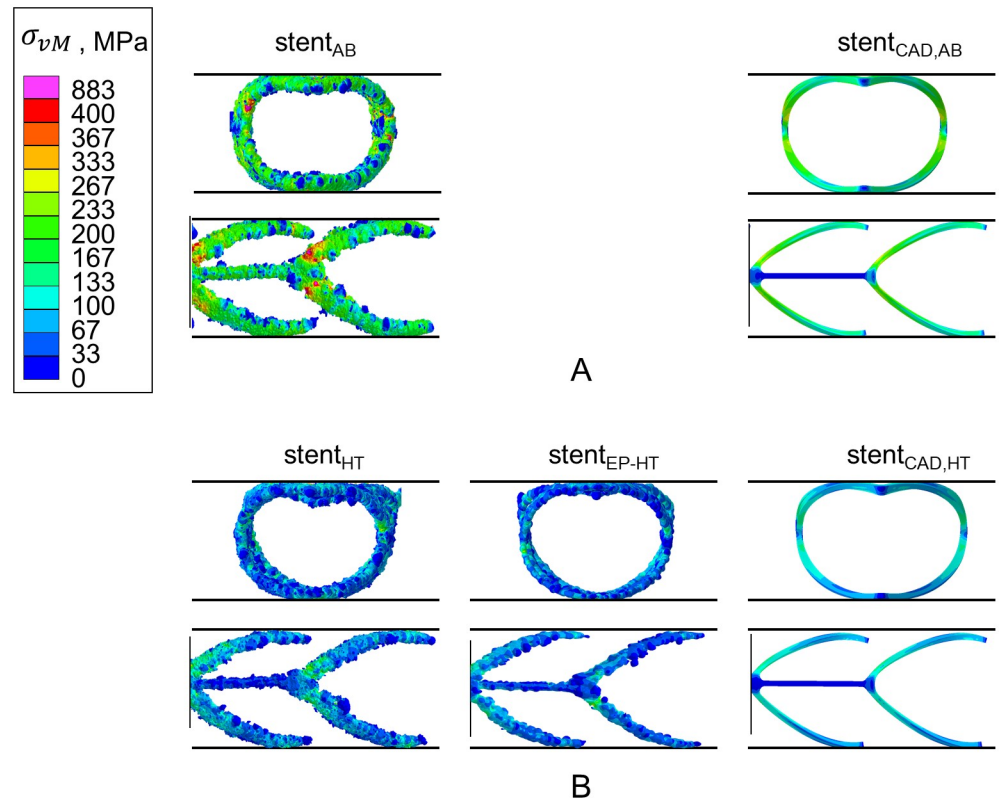 σvM , MPa
883
400
367
333
267
233
200
167
133
100
67
33
0
stentAB
stentCAD,AB
A
stentHT
stentEP-HT
stentCAD,HT
B